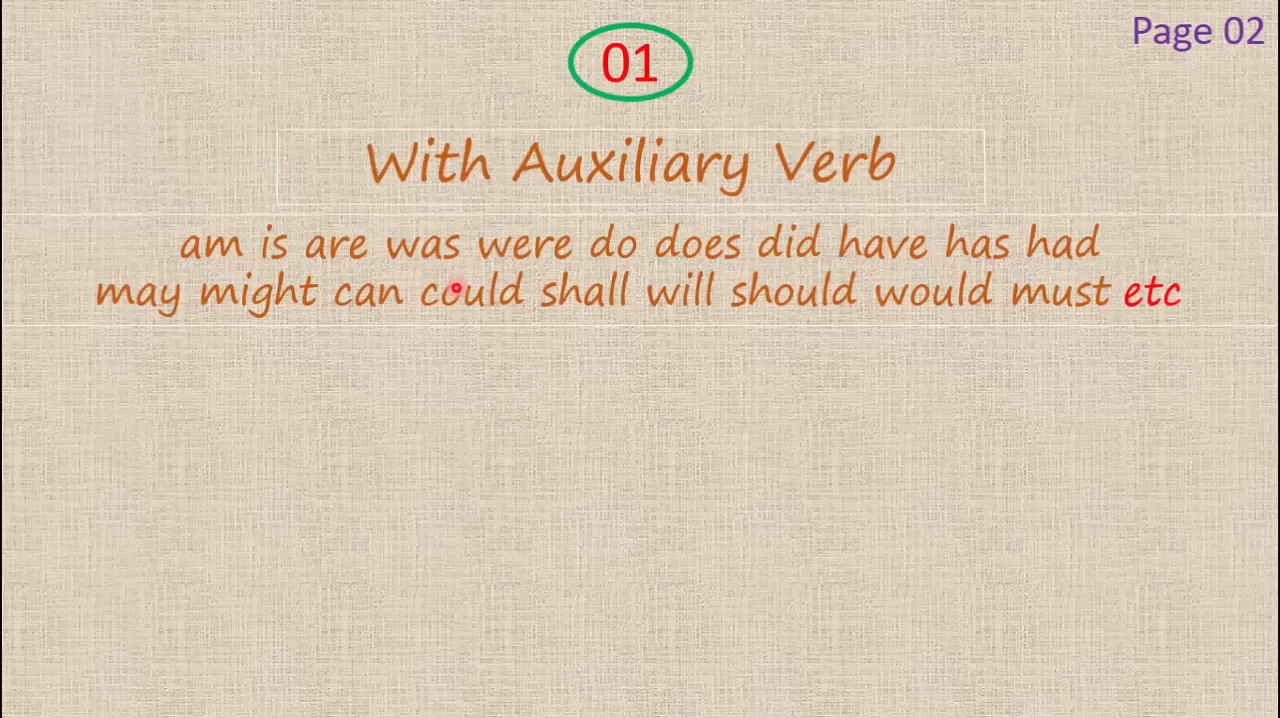 Page 02
01
With Auxiliary Verb
am is are was were do does did have has had
may might can could shall will should would must etc